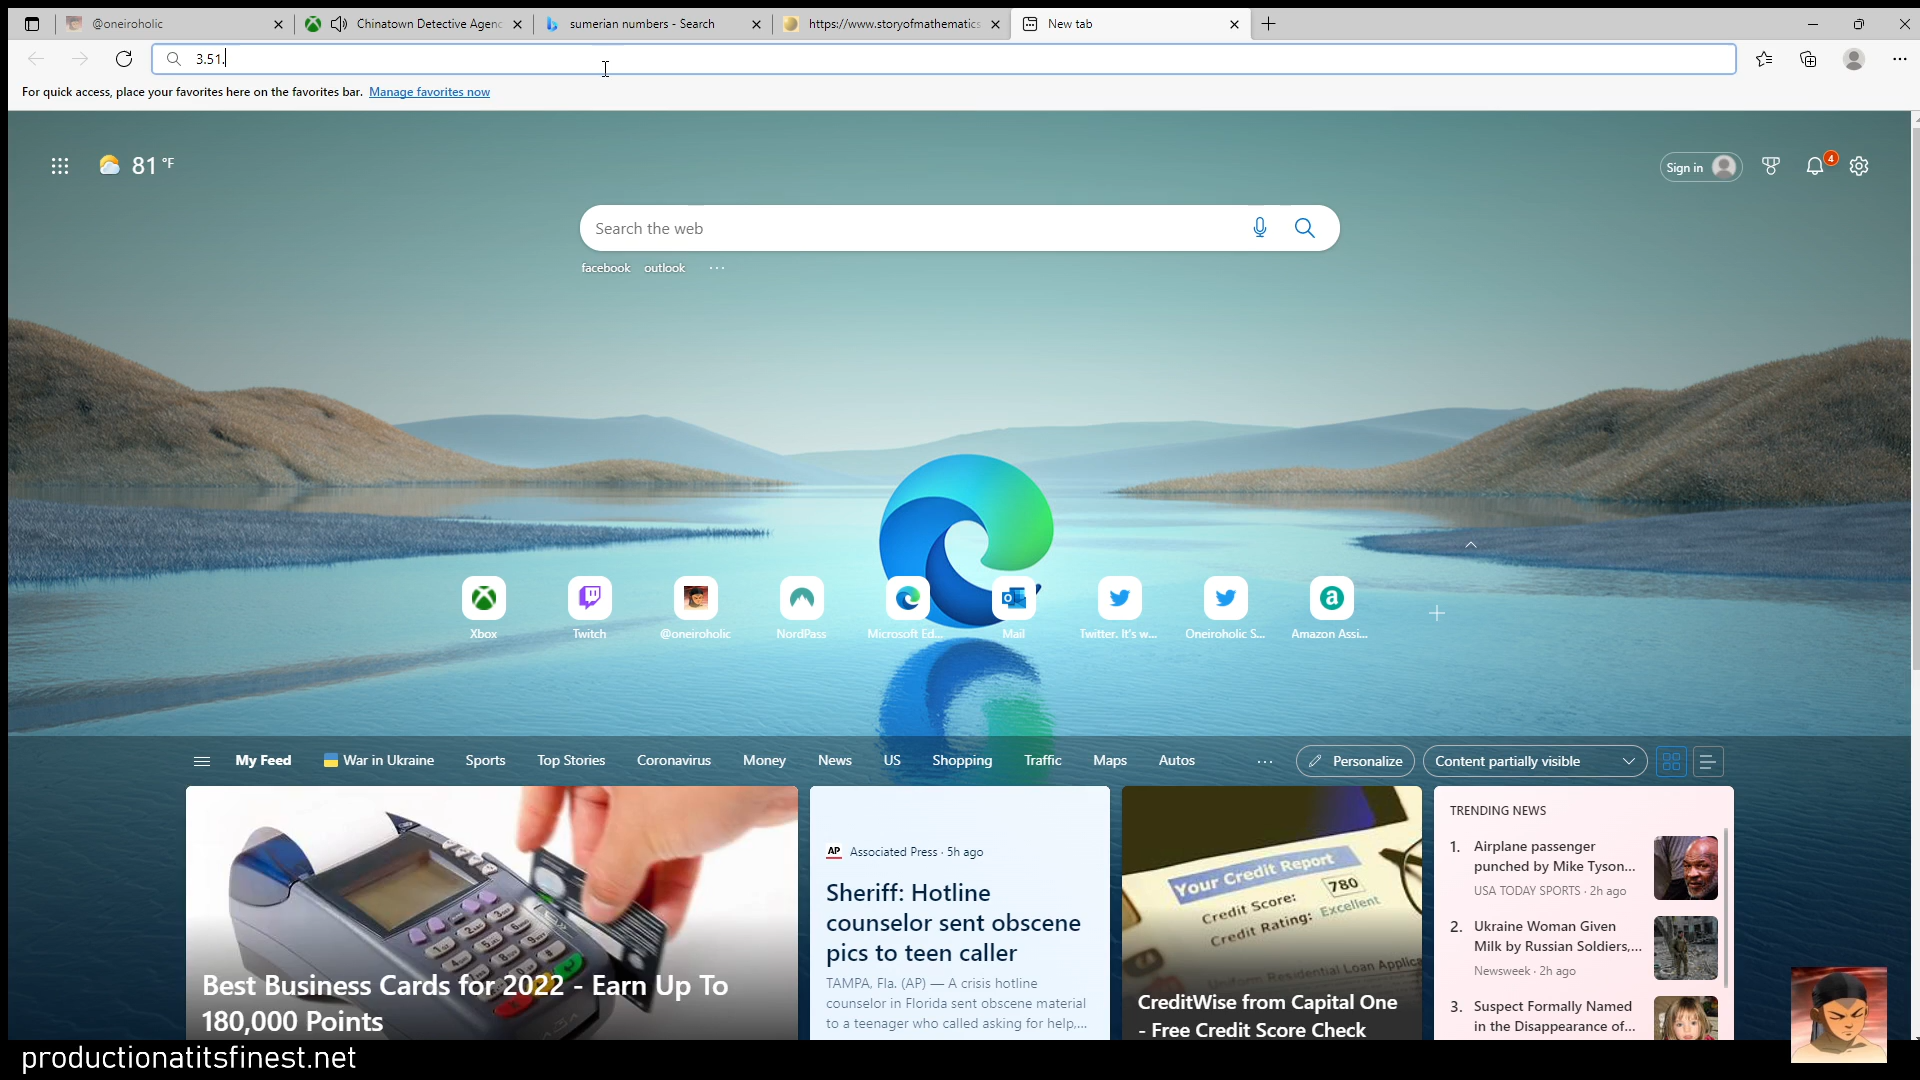 @oneiroholic
Chinatown Detective Agenc
sumerian numbers - Search
https://www.storyofmathematics
New tab
3.51.
For quick access, place your favorites here on the favorites bar. Manage favorites now
81 °F
Sign in
4
Search the web
facebook outlook
Xbox
Twitch
@oneiroholic
NordPass
Microsoft Ed...
Mail
Twitter. It's w...
Oneiroholic S...
Amazon Assi...
My Feed
War in Ukraine
Sports
Top Stories
Coronavirus
Money
News
US
Shopping
Traffic
Maps
Autos
Personalize
Content partially visible
Best Business Cards for 2022 - Earn Up To
180,000 Points
AP Associated Press · 5h ago
Sheriff: Hotline
counselor sent obscene
pics to teen caller
TAMPA, Fla. (AP) — A crisis hotline
counselor in Florida sent obscene material
to a teenager who called asking for help,...
Your Credit Report
Credit Score: 780
Credit Rating: Excellent
Residential Loan Applica
CreditWise from Capital One
- Free Credit Score Check
TRENDING NEWS
1. Airplane passenger
punched by Mike Tyson...
USA TODAY SPORTS · 2h ago
2. Ukraine Woman Given
Milk by Russian Soldiers,...
Newsweek · 2h ago
3. Suspect Formally Named
in the Disappearance of...
productionatitsfinest.net